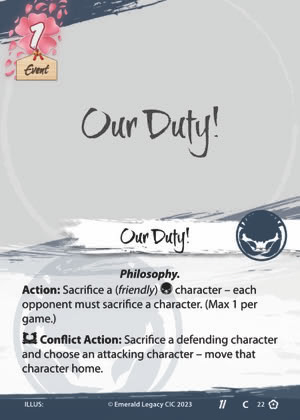 1
Event
Our Duty!
Our Duty!
Philosophy.
Action: Sacrifice a (friendly) character – each
opponent must sacrifice a character. (Max 1 per
game.)
Conflict Action: Sacrifice a defending character
and choose an attacking character – move that
character home.
ILLUS:
© Emerald Legacy CIC 2023
C
22